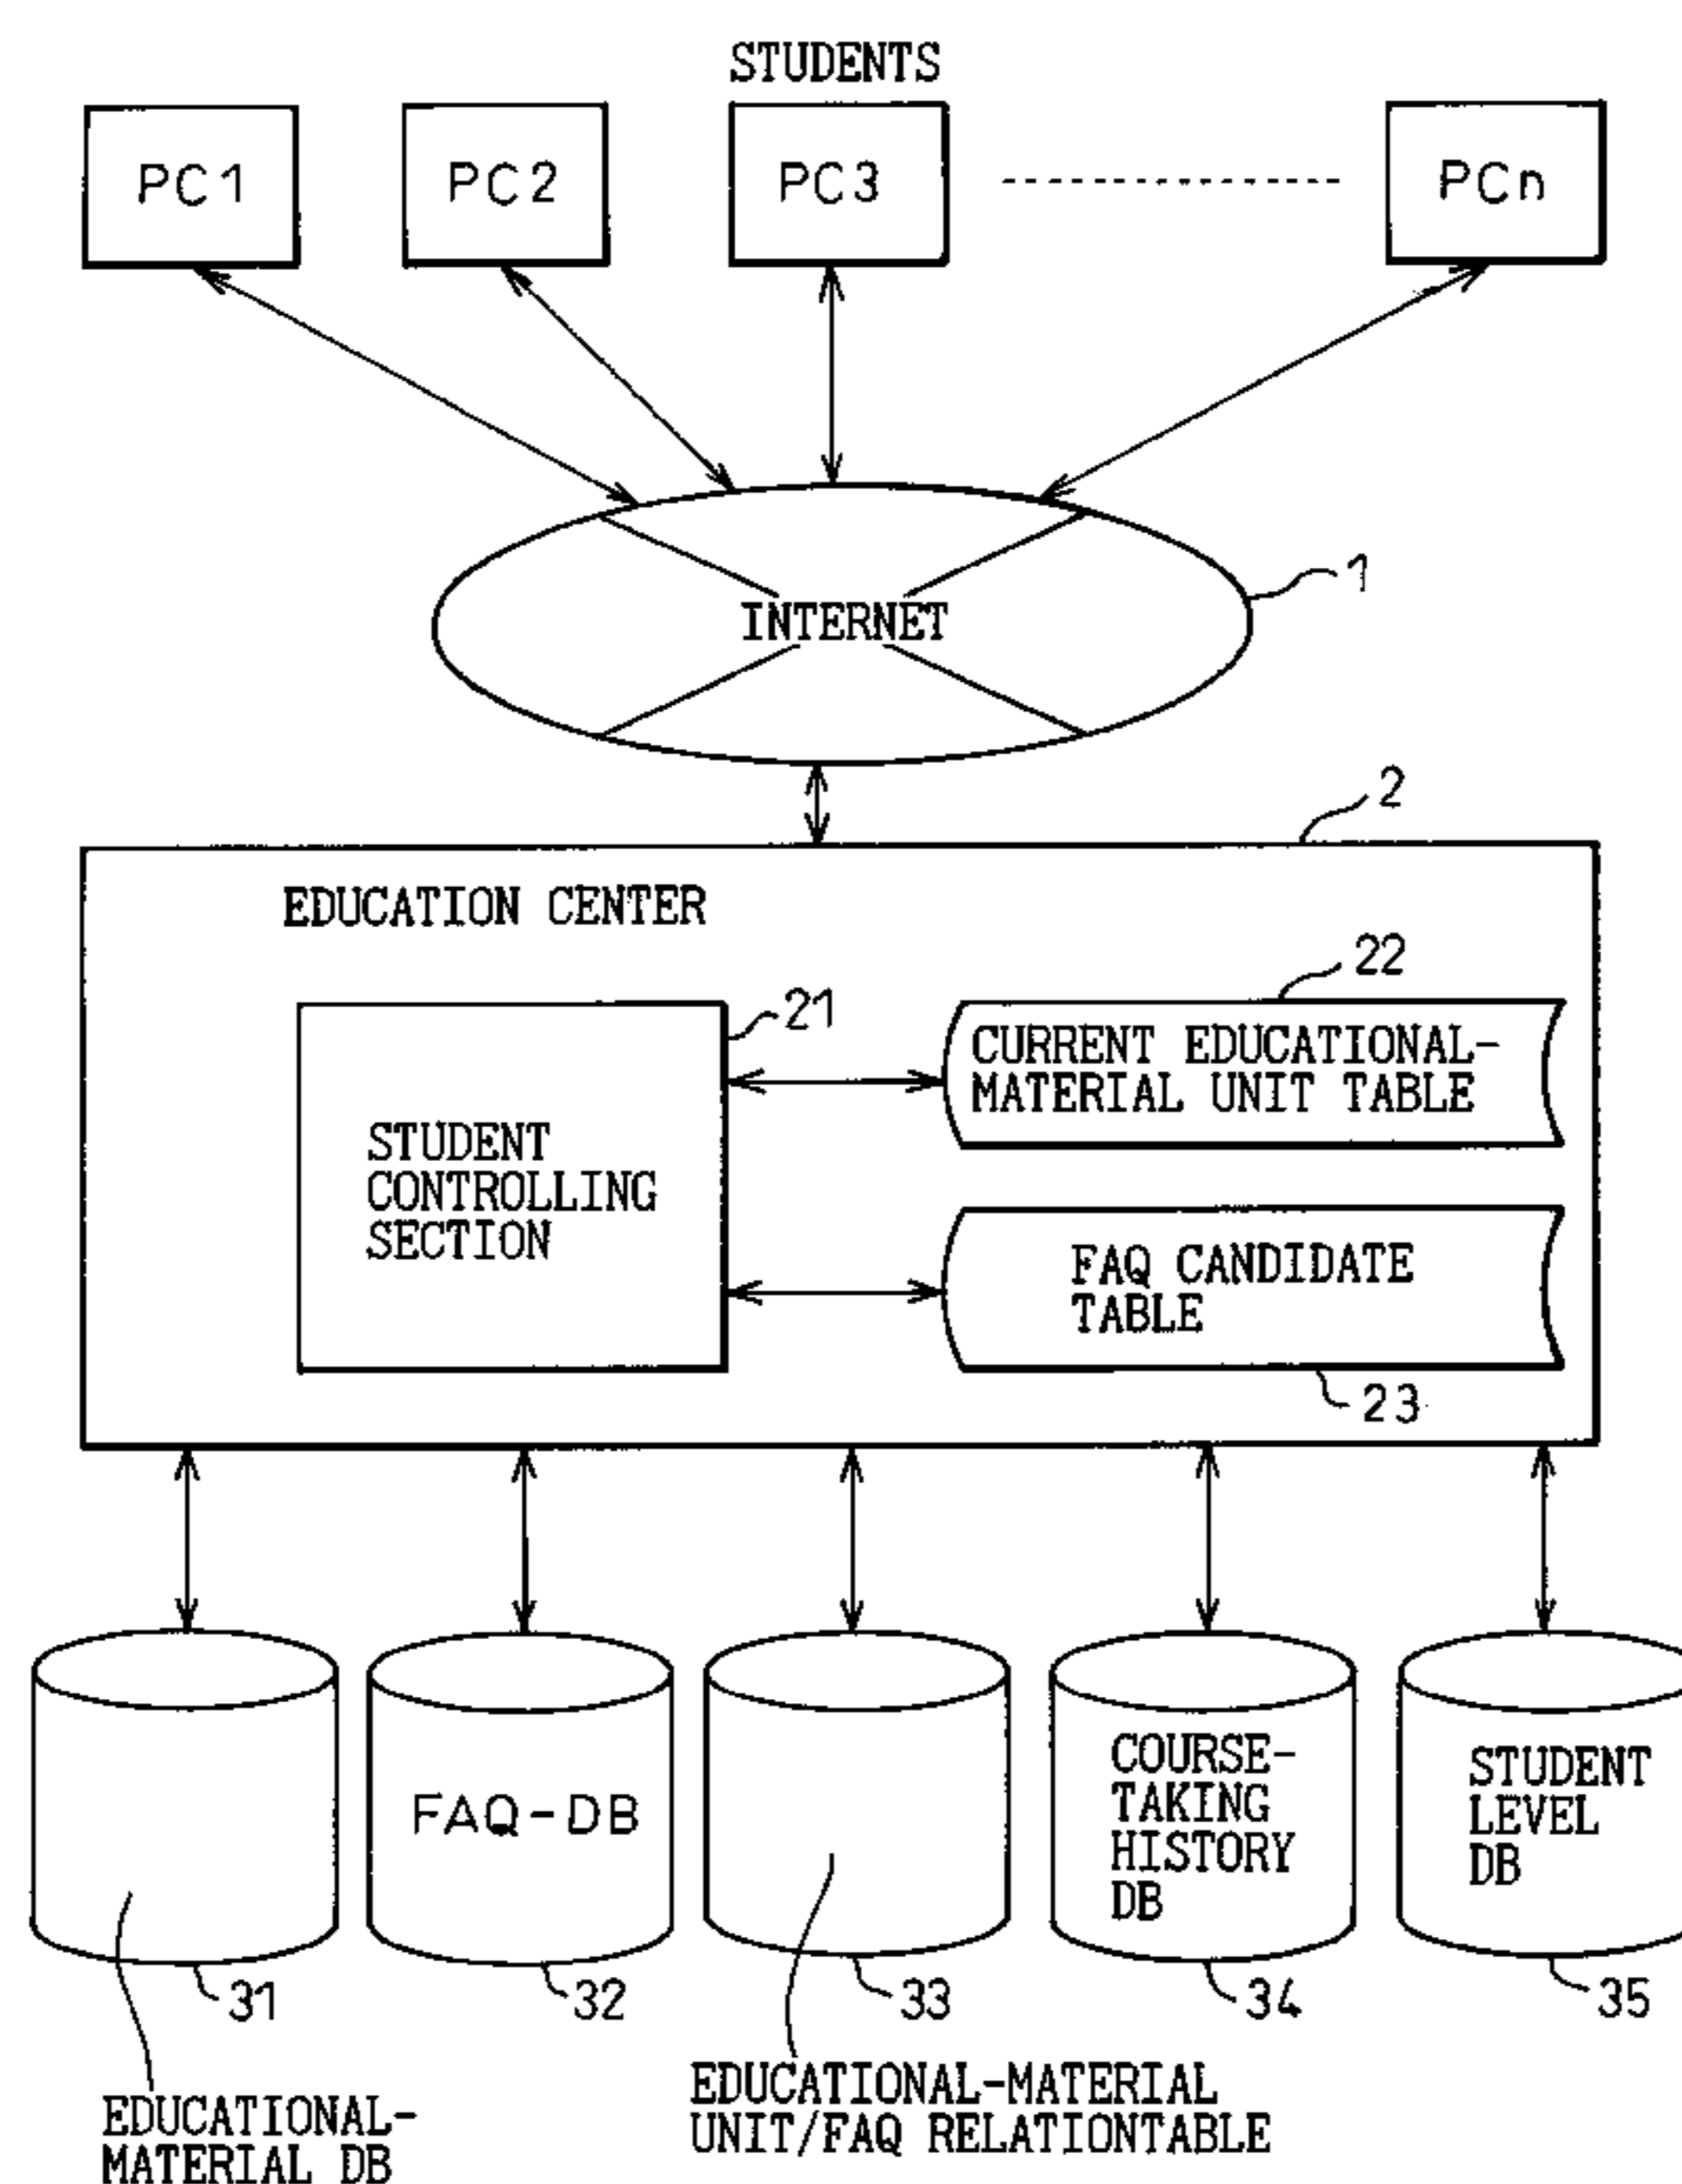 STUDENTS
PC1
PC2
PC3
PCn
INTERNET
1
2
EDUCATION CENTER
22
21
CURRENT EDUCATIONAL-
MATERIAL UNIT TABLE
STUDENT
CONTROLLING
SECTION
FAQ CANDIDATE
TABLE
23
FAQ-DB
COURSE-
TAKING
HISTORY
DB
STUDENT
LEVEL
DB
31
32
33
34
35
EDUCATIONAL-
MATERIAL DB
EDUCATIONAL-MATERIAL
UNIT/FAQ RELATIONTABLE